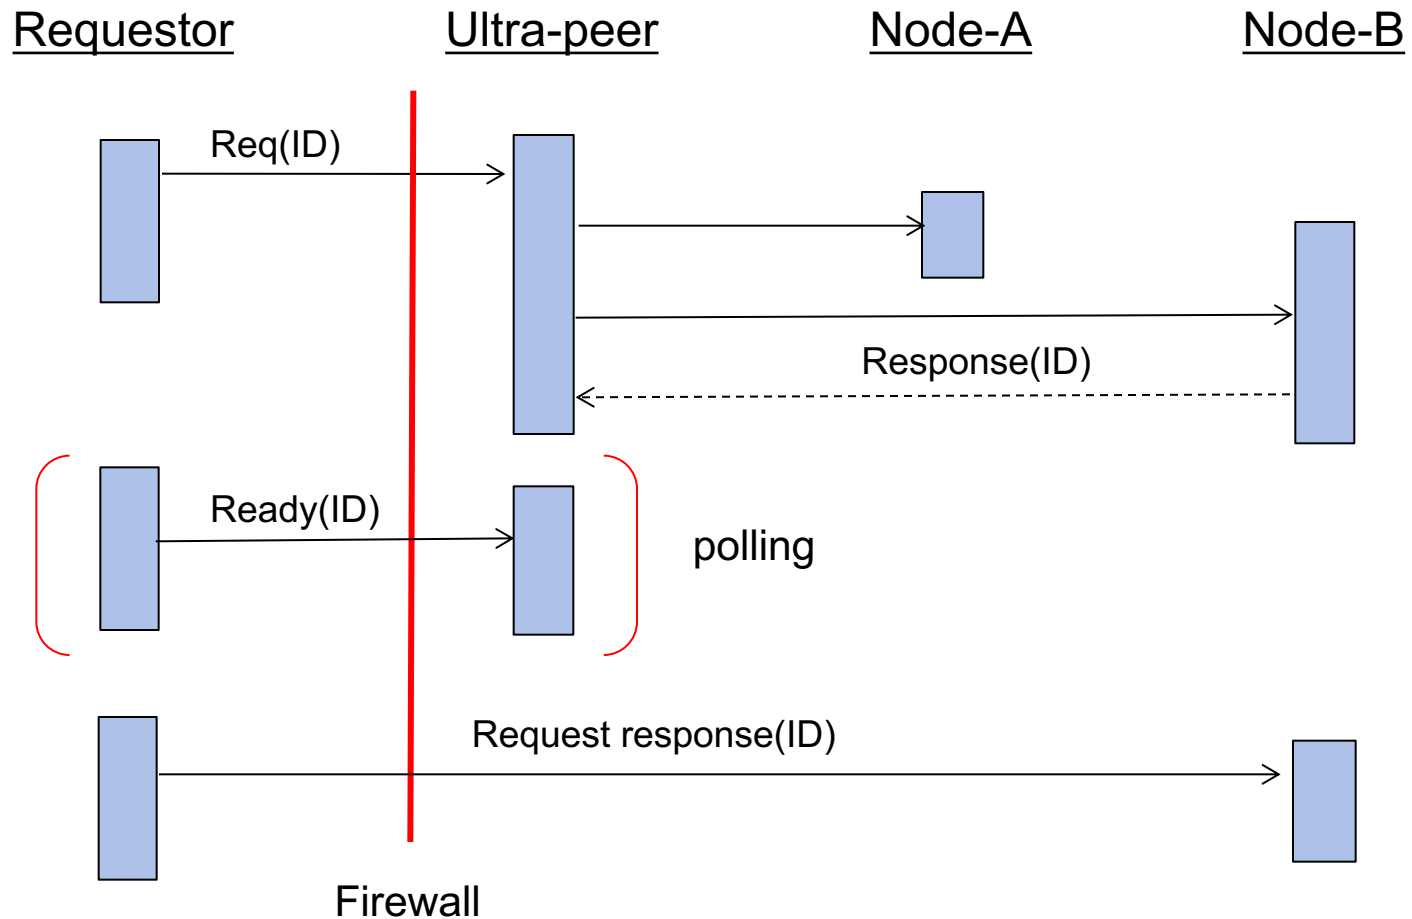 Requestor
Ultra-peer
Node-A
Node-B
Req(ID)
Response(ID)
Ready(ID)
polling
Request response(ID)
Firewall